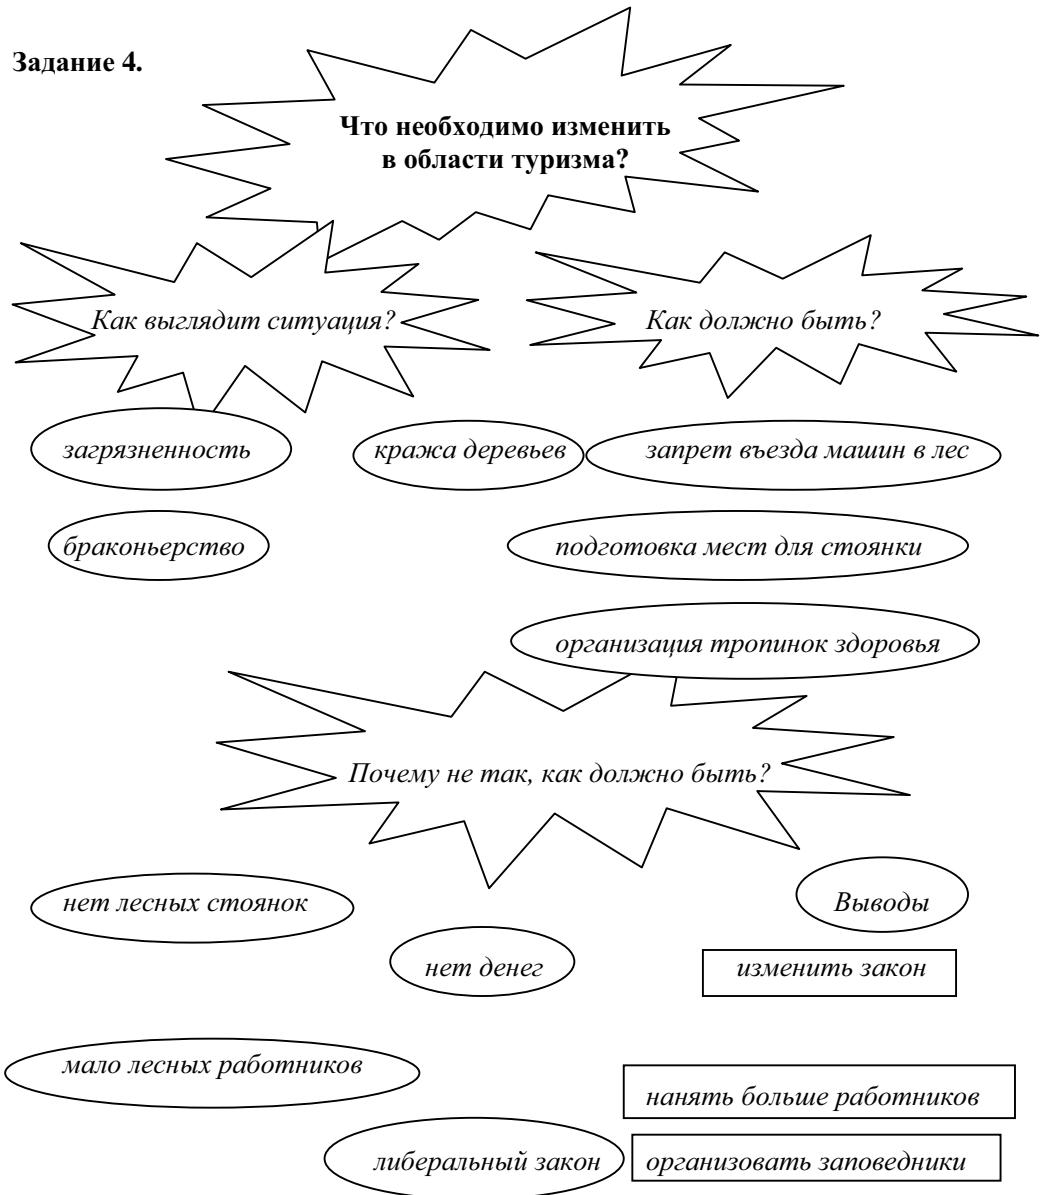 Задание 4.
Что необходимо изменить
в области туризма?
Как выглядит ситуация?
Как должно быть?
загрязненность
кража деревьев
запрет въезда машин в лес
браконьерство
подготовка мест для стоянки
организация тропинок здоровья
Почему не так, как должно быть?
нет лесных стоянок
Выводы
нет денег
изменить закон
мало лесных работников
нанять больше работников
либеральный закон
организовать заповедники